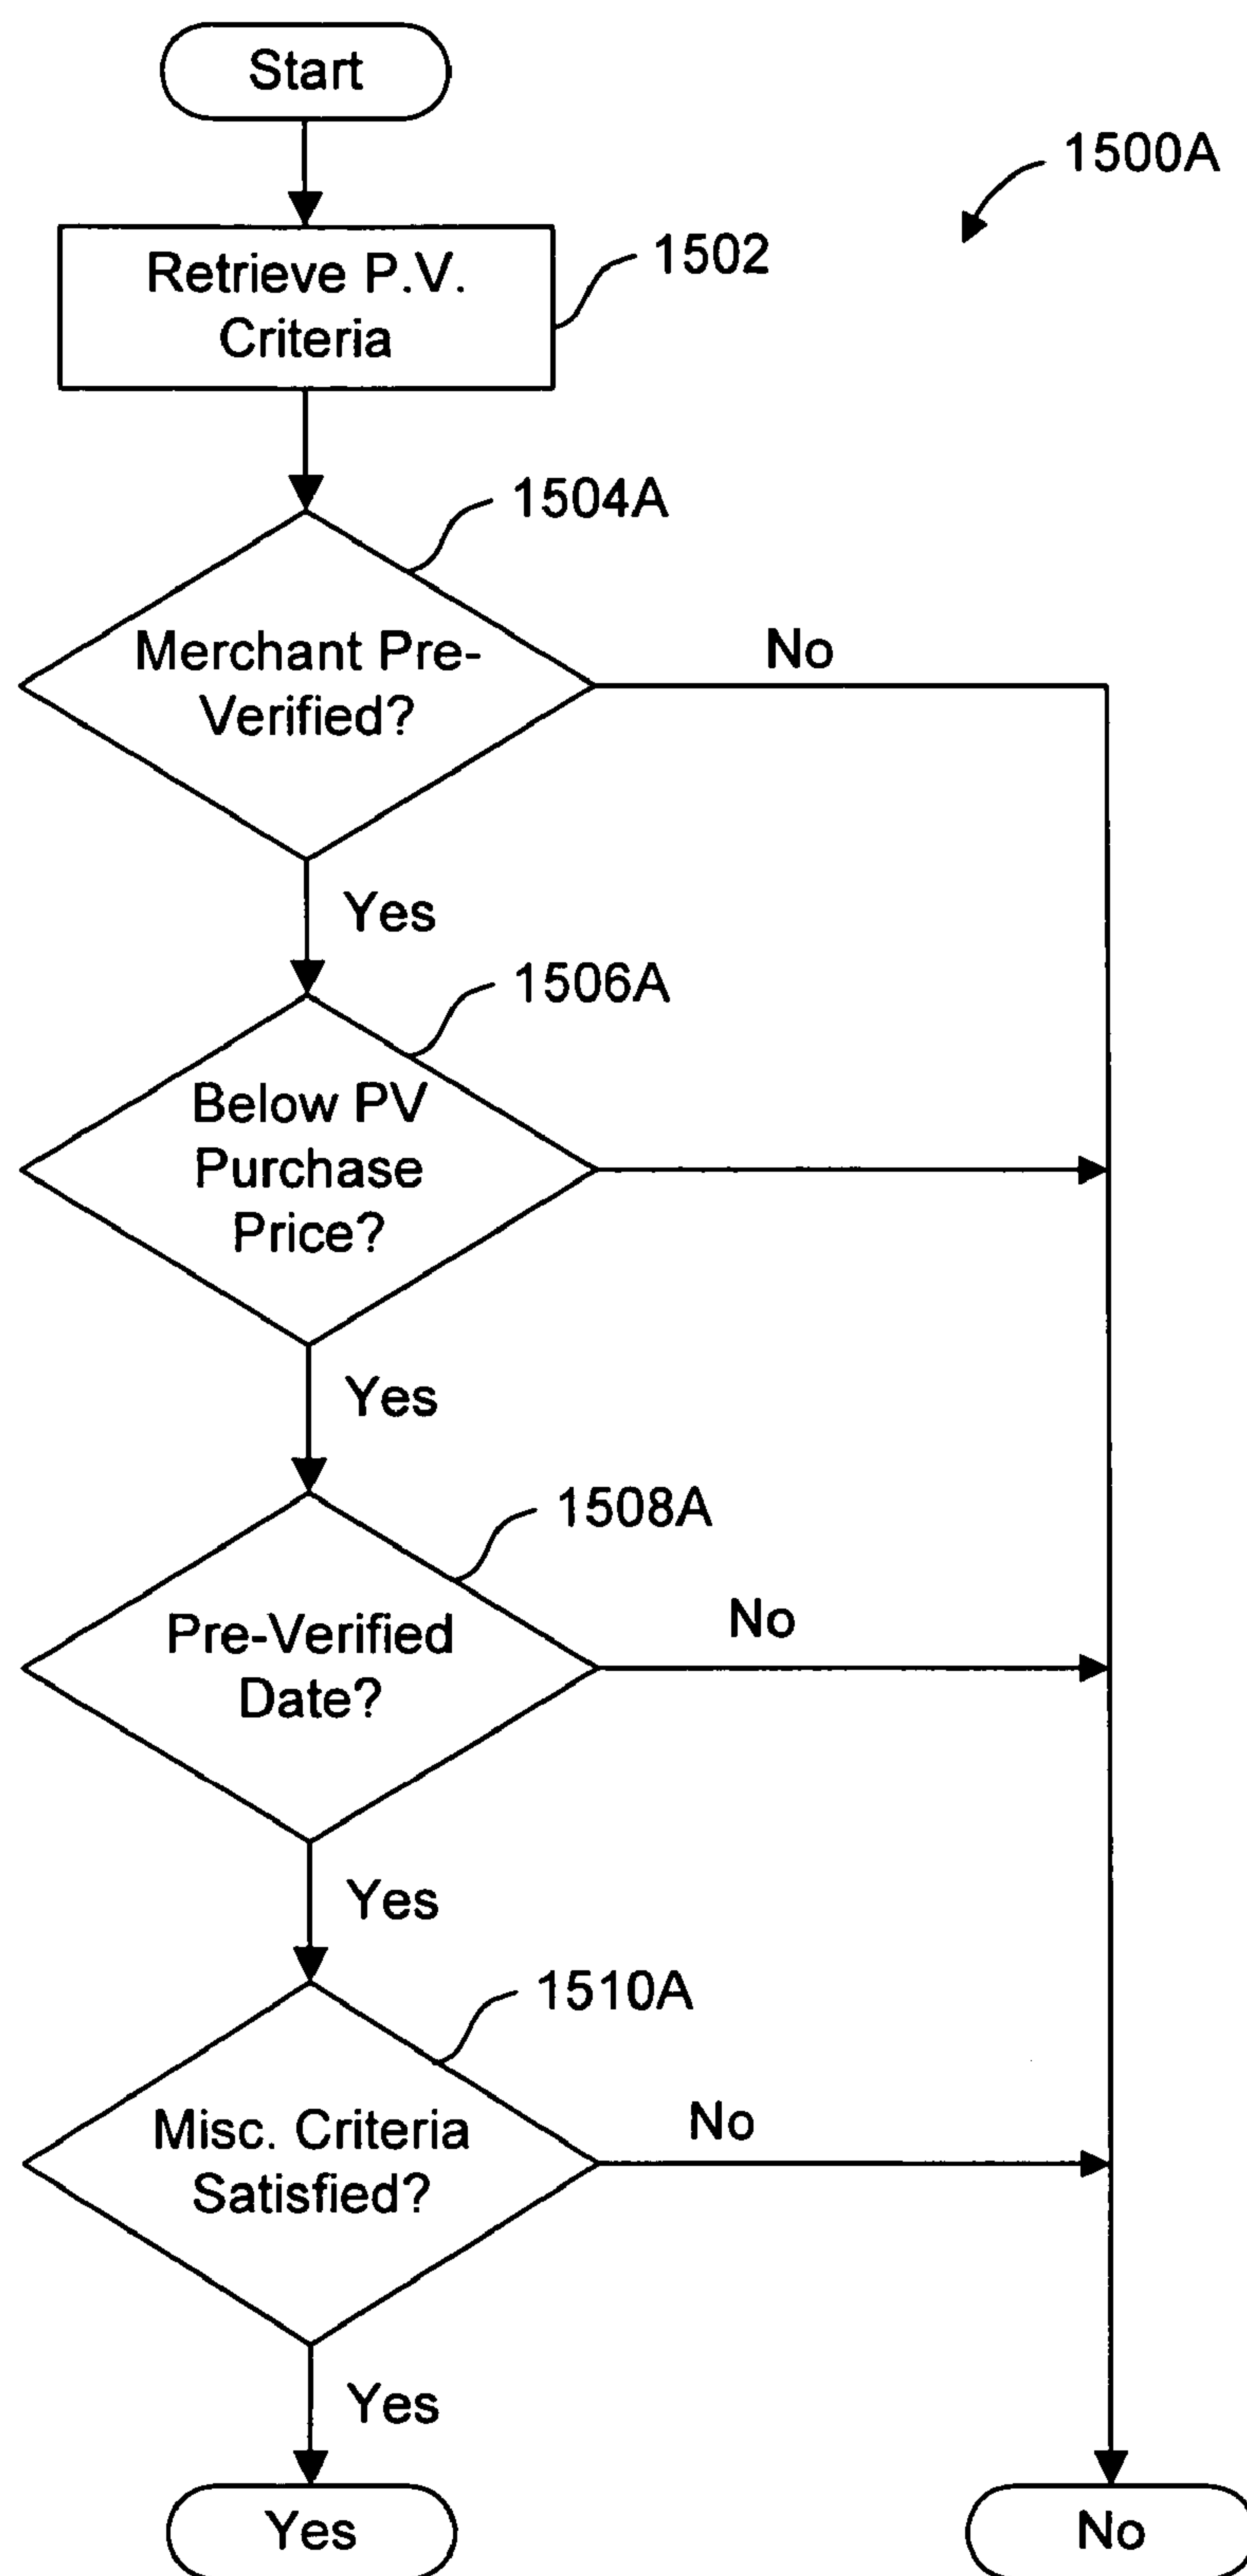 Start
1500A
Retrieve P.V.
Criteria
1502
1504A
Merchant Pre-
Verified?
No
Yes
1506A
Below PV
Purchase
Price?
Yes
1508A
Pre-Verified
Date?
No
Yes
1510A
Misc. Criteria
Satisfied?
No
Yes
Yes
No